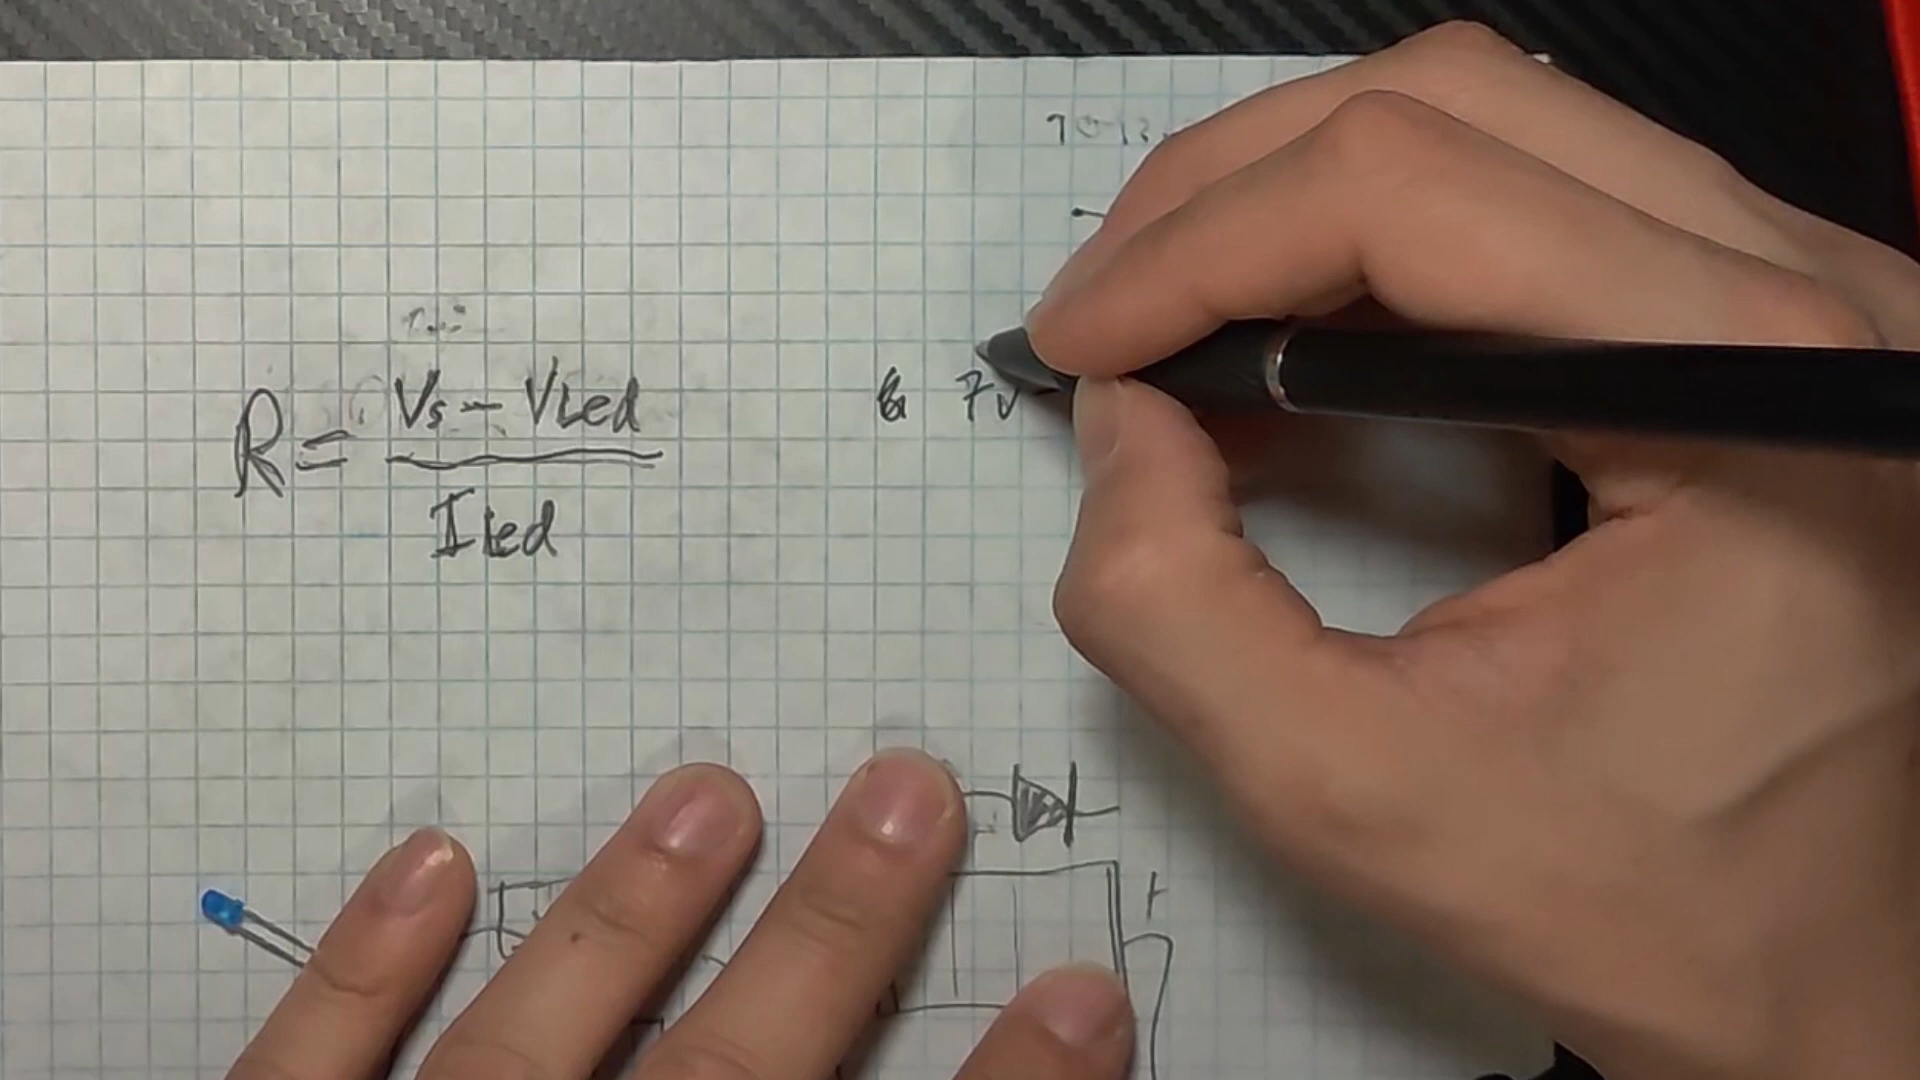 R = Vs - VLed
ILed
7v
+